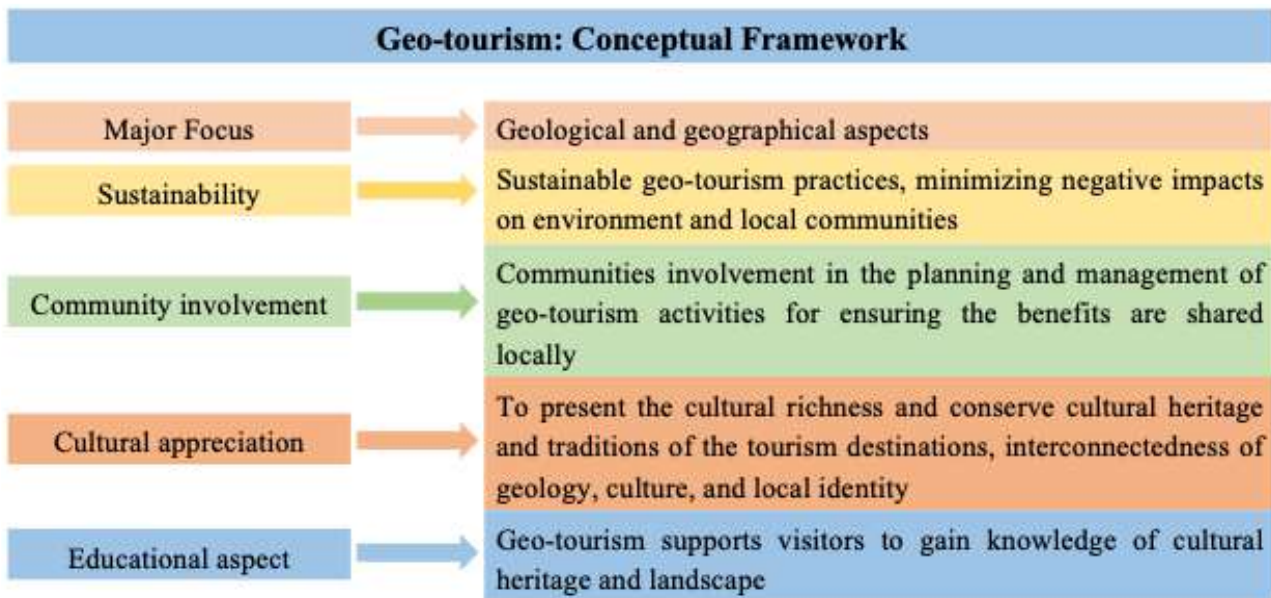 Geo-tourism: Conceptual Framework
Major Focus
Geological and geographical aspects
Sustainability
Sustainable geo-tourism practices, minimizing negative impacts
on environment and local communities
Community involvement
Communities involvement in the planning and management of
geo-tourism activities for ensuring the benefits are shared
locally
Cultural appreciation
To present the cultural richness and conserve cultural heritage
and traditions of the tourism destinations, interconnectedness of
geology, culture, and local identity
Educational aspect
Geo-tourism supports visitors to gain knowledge of cultural
heritage and landscape